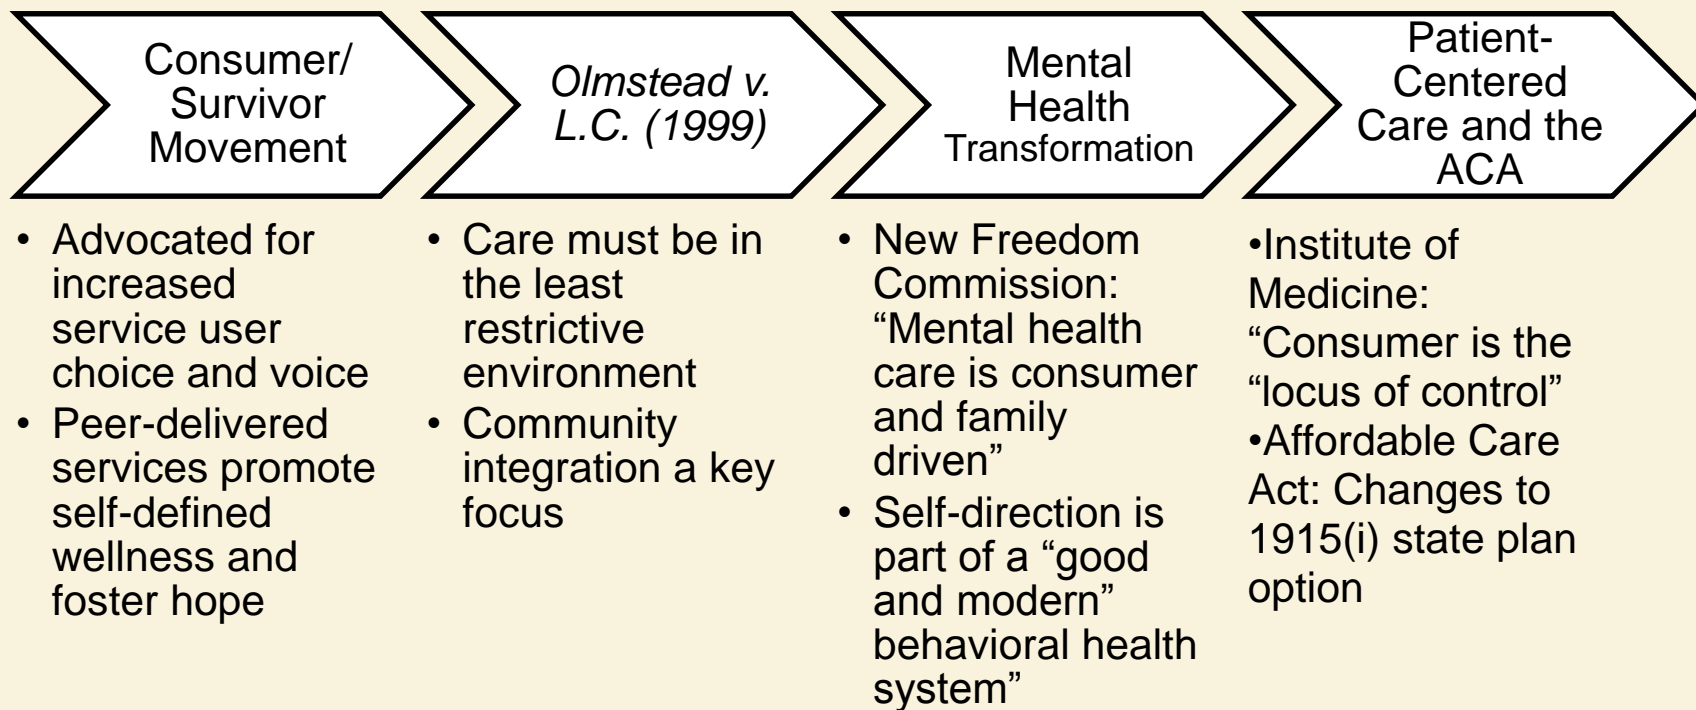 Consumer/
Survivor
Movement
• Advocated for
increased
service user
choice and voice
• Peer-delivered
services promote
self-defined
wellness and
foster hope
Olmstead v.
L.C. (1999)
• Care must be in
the least
restrictive
environment
• Community
integration a key
focus
Mental
Health
Transformation
• New Freedom
Commission:
“Mental health
care is consumer
and family
driven”
• Self-direction is
part of a “good
and modern”
behavioral health
system”
Patient-
Centered
Care and the
ACA
•Institute of
Medicine:
“Consumer is the
“locus of control”
•Affordable Care
Act: Changes to
1915(i) state plan
option